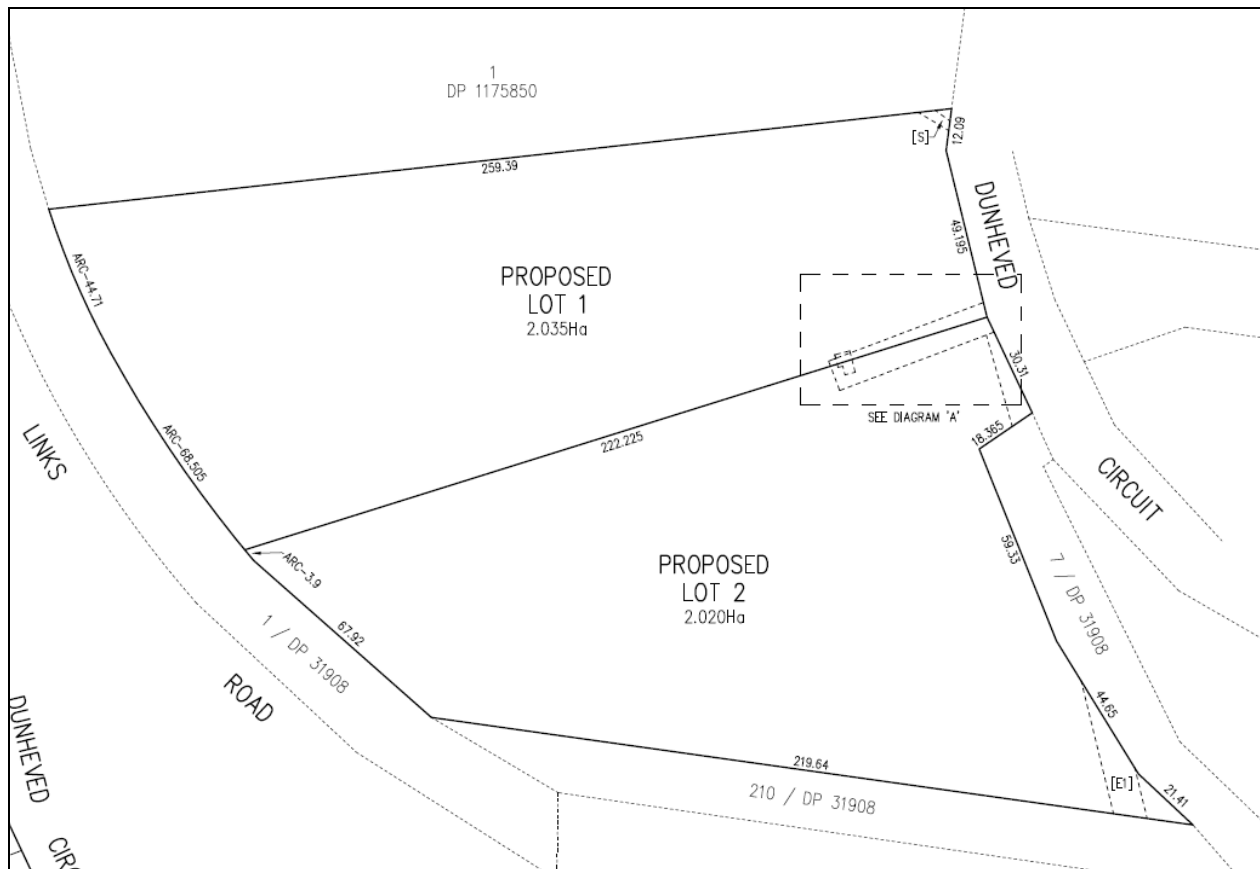 1
DP 1175850
[S]
12.09
259.39
DUNHEVED
49.195
ARC-44.71
PROPOSED
LOT 1
2.035Ha
30.31
SEE DIAGRAM 'A'
18.365
222.225
ARC-68.505
LINKS
CIRCUIT
ARC-3.9
PROPOSED
LOT 2
2.020Ha
59.33
7 / DP 31908
67.92
1 / DP 31908
ROAD
44.65
219.64
[E1]
21.41
210 / DP 31908
DUNHEVED
CIRC